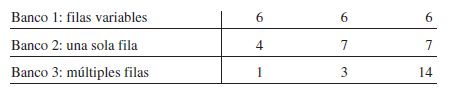 Banco 1: filas variables 6 6 6
Banco 2: una sola fila 4 7 7
Banco 3: múltiples filas 1 3 14